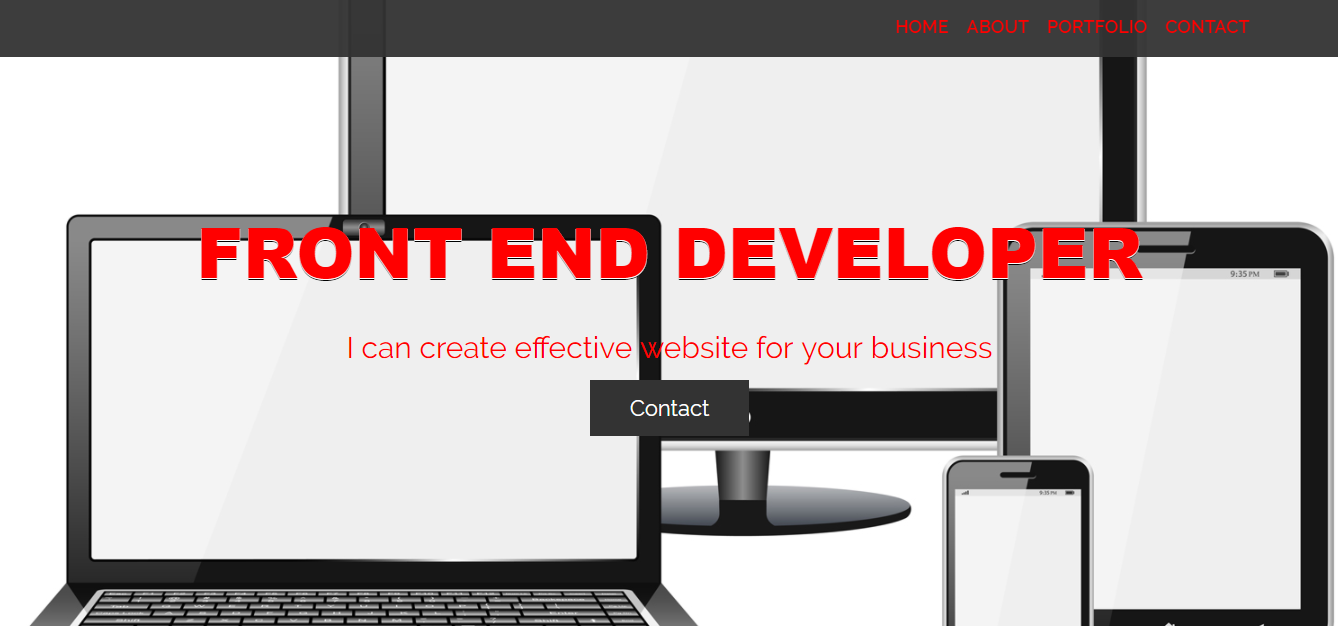 HOME ABOUT PORTFOLIO CONTACT
FRONT END DEVELOPER
9:35 PM
I can create effective website for your business
Contact
9:35 PM